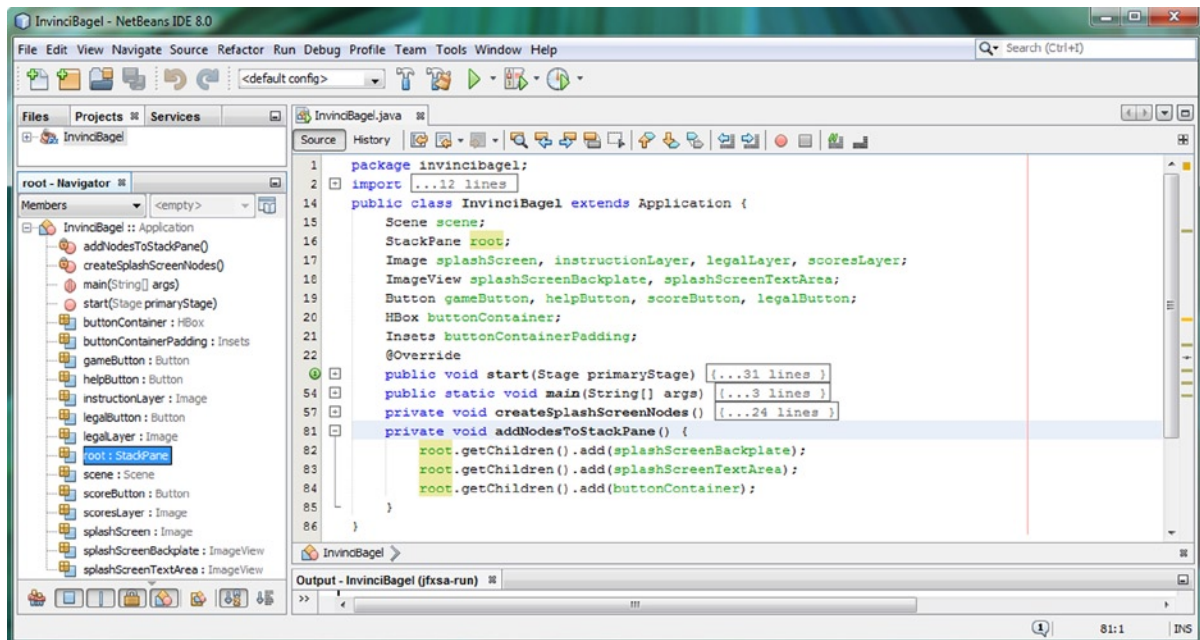 InvinciBagel - NetBeans IDE 8.0
File Edit View Navigate Source Refactor Run Debug Profile Team Tools Window Help
Search (Ctrl+I)
<default config>
Files Projects Services
InvinciBagel
root - Navigator
Members <empty>
InvinciBagel :: Application
addNodesToStackPane()
createSplashScreenNodes()
main(String[] args)
start(Stage primaryStage)
buttonContainer : HBox
buttonContainerPadding : Insets
gameButton : Button
helpButton : Button
instructionLayer : Image
legalButton : Button
legalLayer : Image
root : StackPane
scene : Scene
scoreButton : Button
scoresLayer : Image
splashScreen : Image
splashScreenBackplate : ImageView
splashScreenTextArea : ImageView
InvinciBagel.java
Source History
1 package invincibagel;
2 import ...12 lines
14 public class InvinciBagel extends Application {
15 Scene scene;
16 StackPane root;
17 Image splashScreen, instructionLayer, legalLayer, scoresLayer;
18 ImageView splashScreenBackplate, splashScreenTextArea;
19 Button gameButton, helpButton, scoreButton, legalButton;
20 HBox buttonContainer;
21 Insets buttonContainerPadding;
22 @Override
public void start(Stage primaryStage) {...31 lines }
54 public static void main(String[] args) {...3 lines }
57 private void createSplashScreenNodes() {...24 lines }
81 private void addNodesToStackPane() {
82 root.getChildren().add(splashScreenBackplate);
83 root.getChildren().add(splashScreenTextArea);
84 root.getChildren().add(buttonContainer);
85 }
86 }
InvinciBagel
Output - InvinciBagel (jfxsa-run)
1 81:1 INS